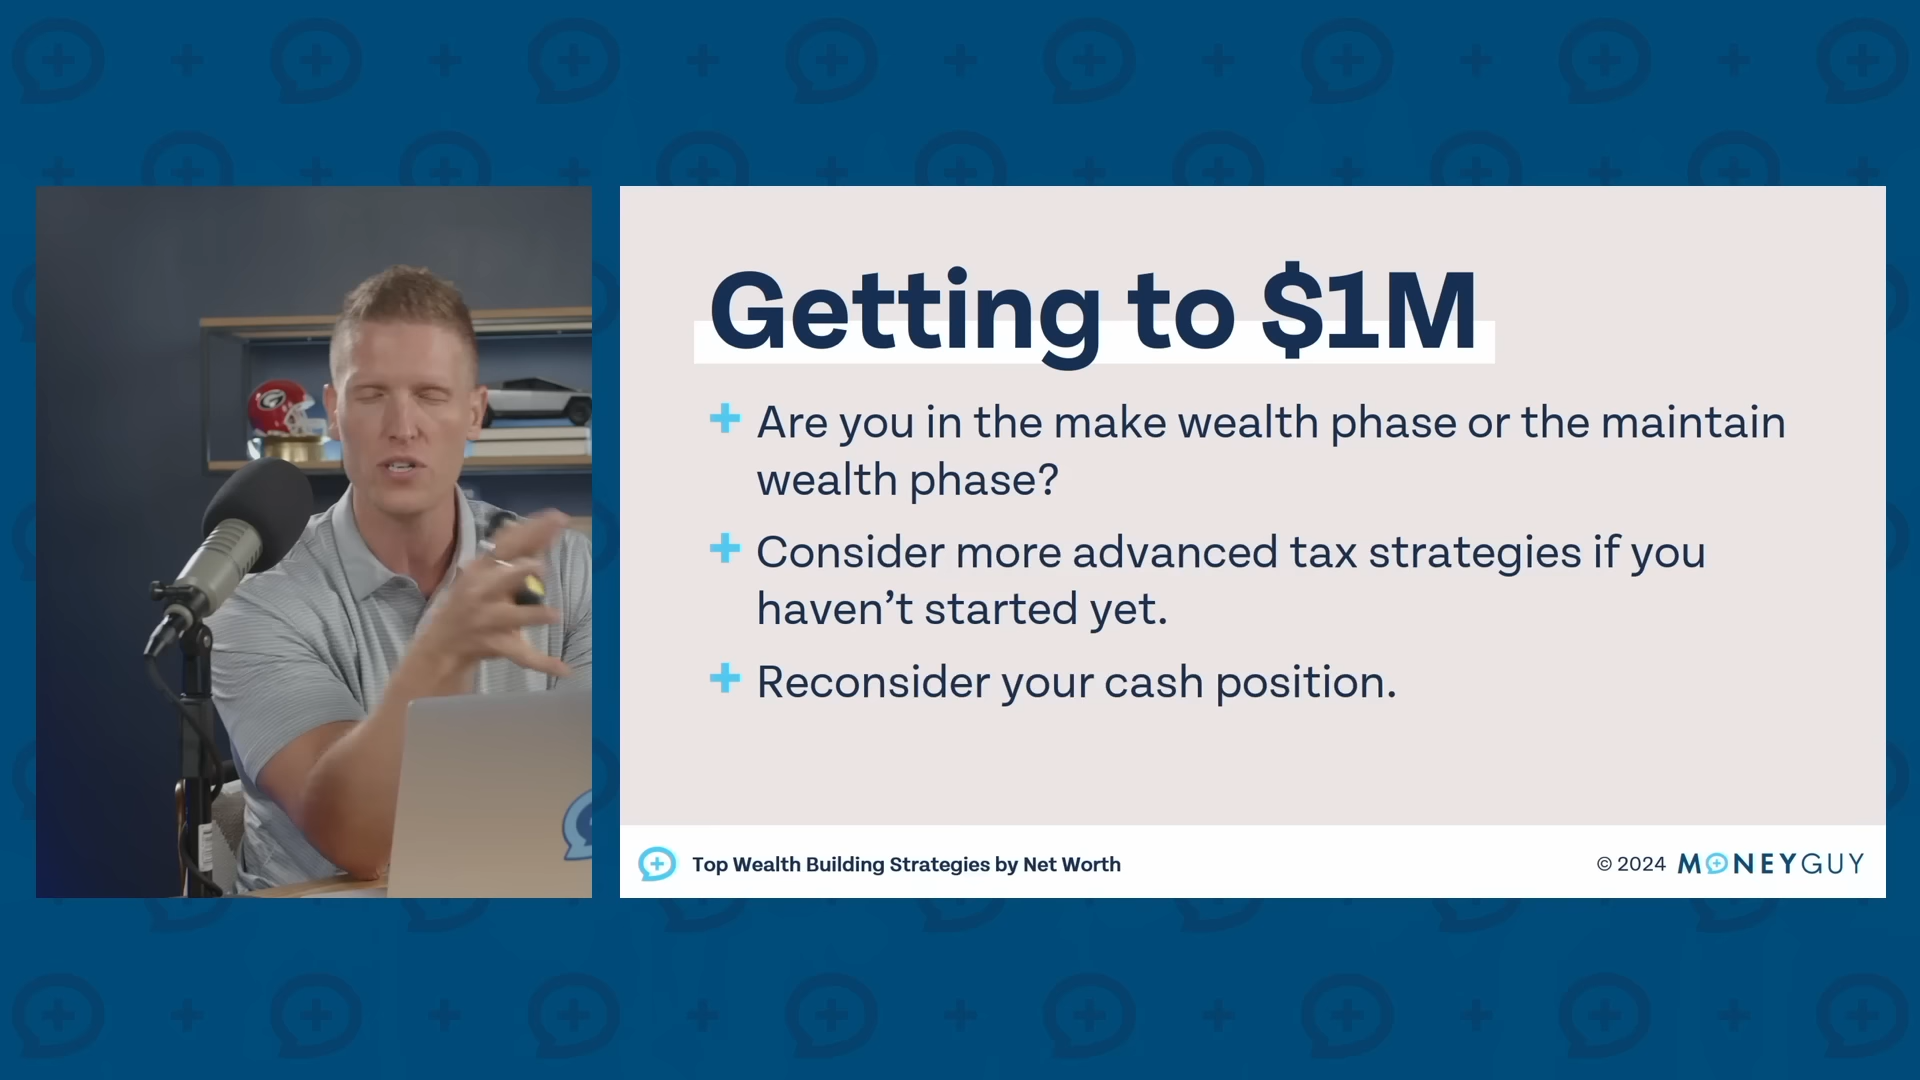 Getting to $1M
Are you in the make wealth phase or the maintain
wealth phase?
Consider more advanced tax strategies if you
haven’t started yet.
Reconsider your cash position.
Top Wealth Building Strategies by Net Worth
© 2024 MONEYGUY